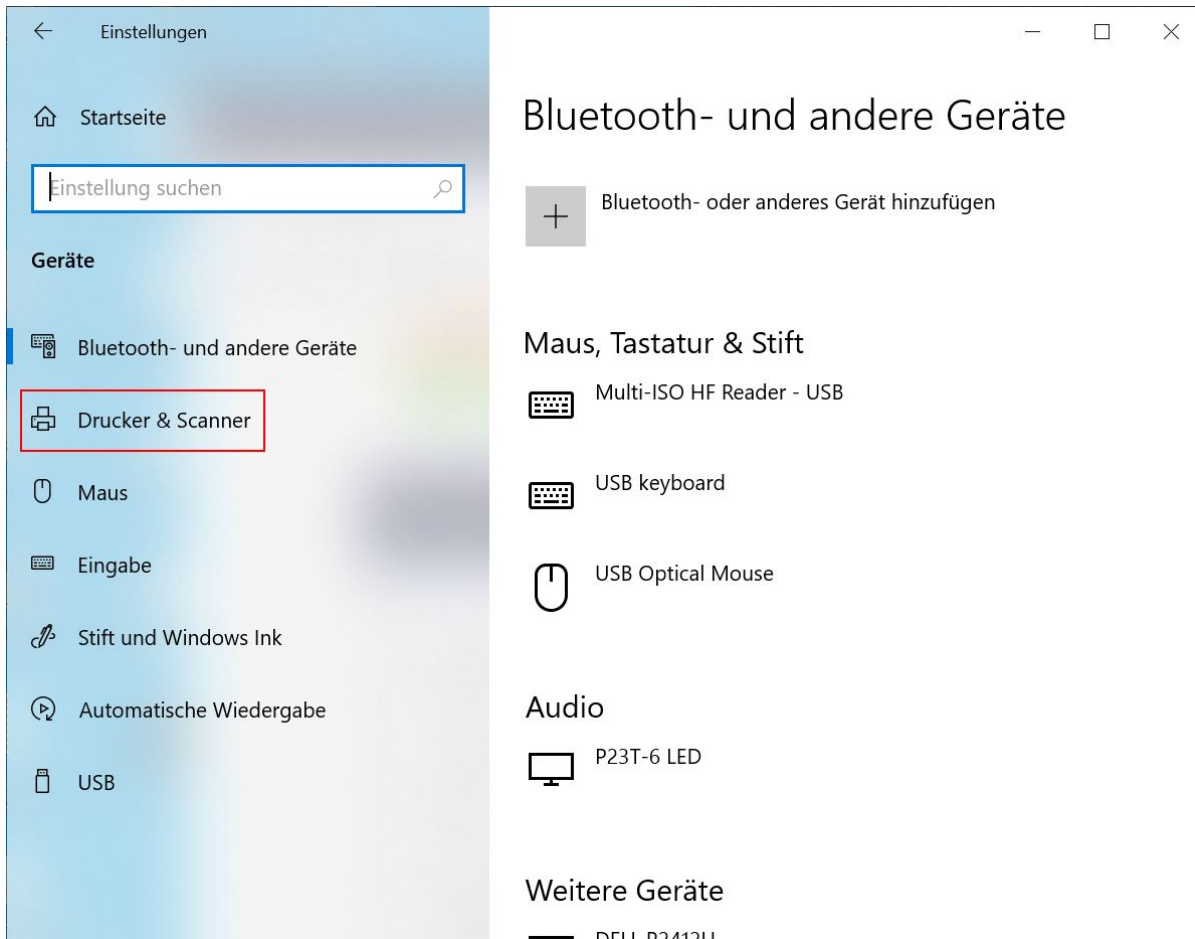 Einstellungen
Startseite
Einstellung suchen
Geräte
Bluetooth- und andere Geräte
Drucker & Scanner
Maus
Eingabe
Stift und Windows Ink
Automatische Wiedergabe
USB
Bluetooth- und andere Geräte
Bluetooth- oder anderes Gerät hinzufügen
Maus, Tastatur & Stift
Multi-ISO HF Reader - USB
USB keyboard
USB Optical Mouse
Audio
P23T-6 LED
Weitere Geräte